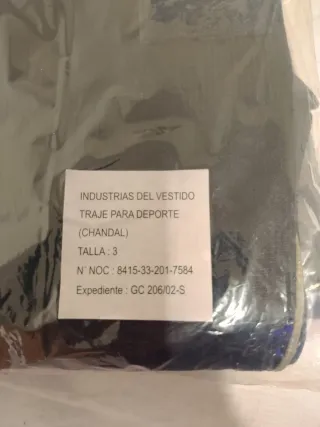 INDUSTRIAS DEL VESTIDO
TRAJE PARA DEPORTE
(CHANDAL)
TALLA : 3
N´ NOC : 8415-33-201-7584
Expediente : GC 206/02-S